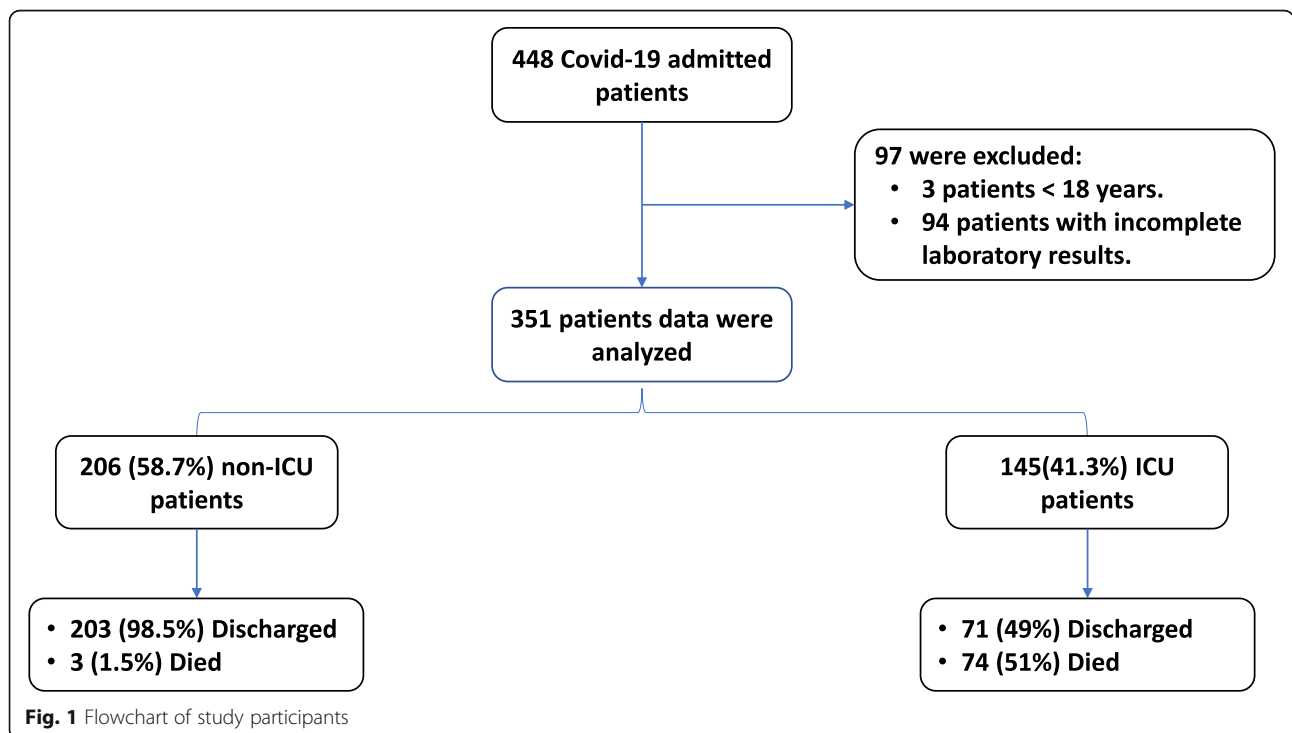 448 Covid-19 admitted
patients
97 were excluded:
• 3 patients < 18 years.
• 94 patients with incomplete
laboratory results.
351 patients data were
analyzed
206 (58.7%) non-ICU
patients
145(41.3%) ICU
patients
• 203 (98.5%) Discharged
• 3 (1.5%) Died
• 71 (49%) Discharged
• 74 (51%) Died
Fig. 1 Flowchart of study participants